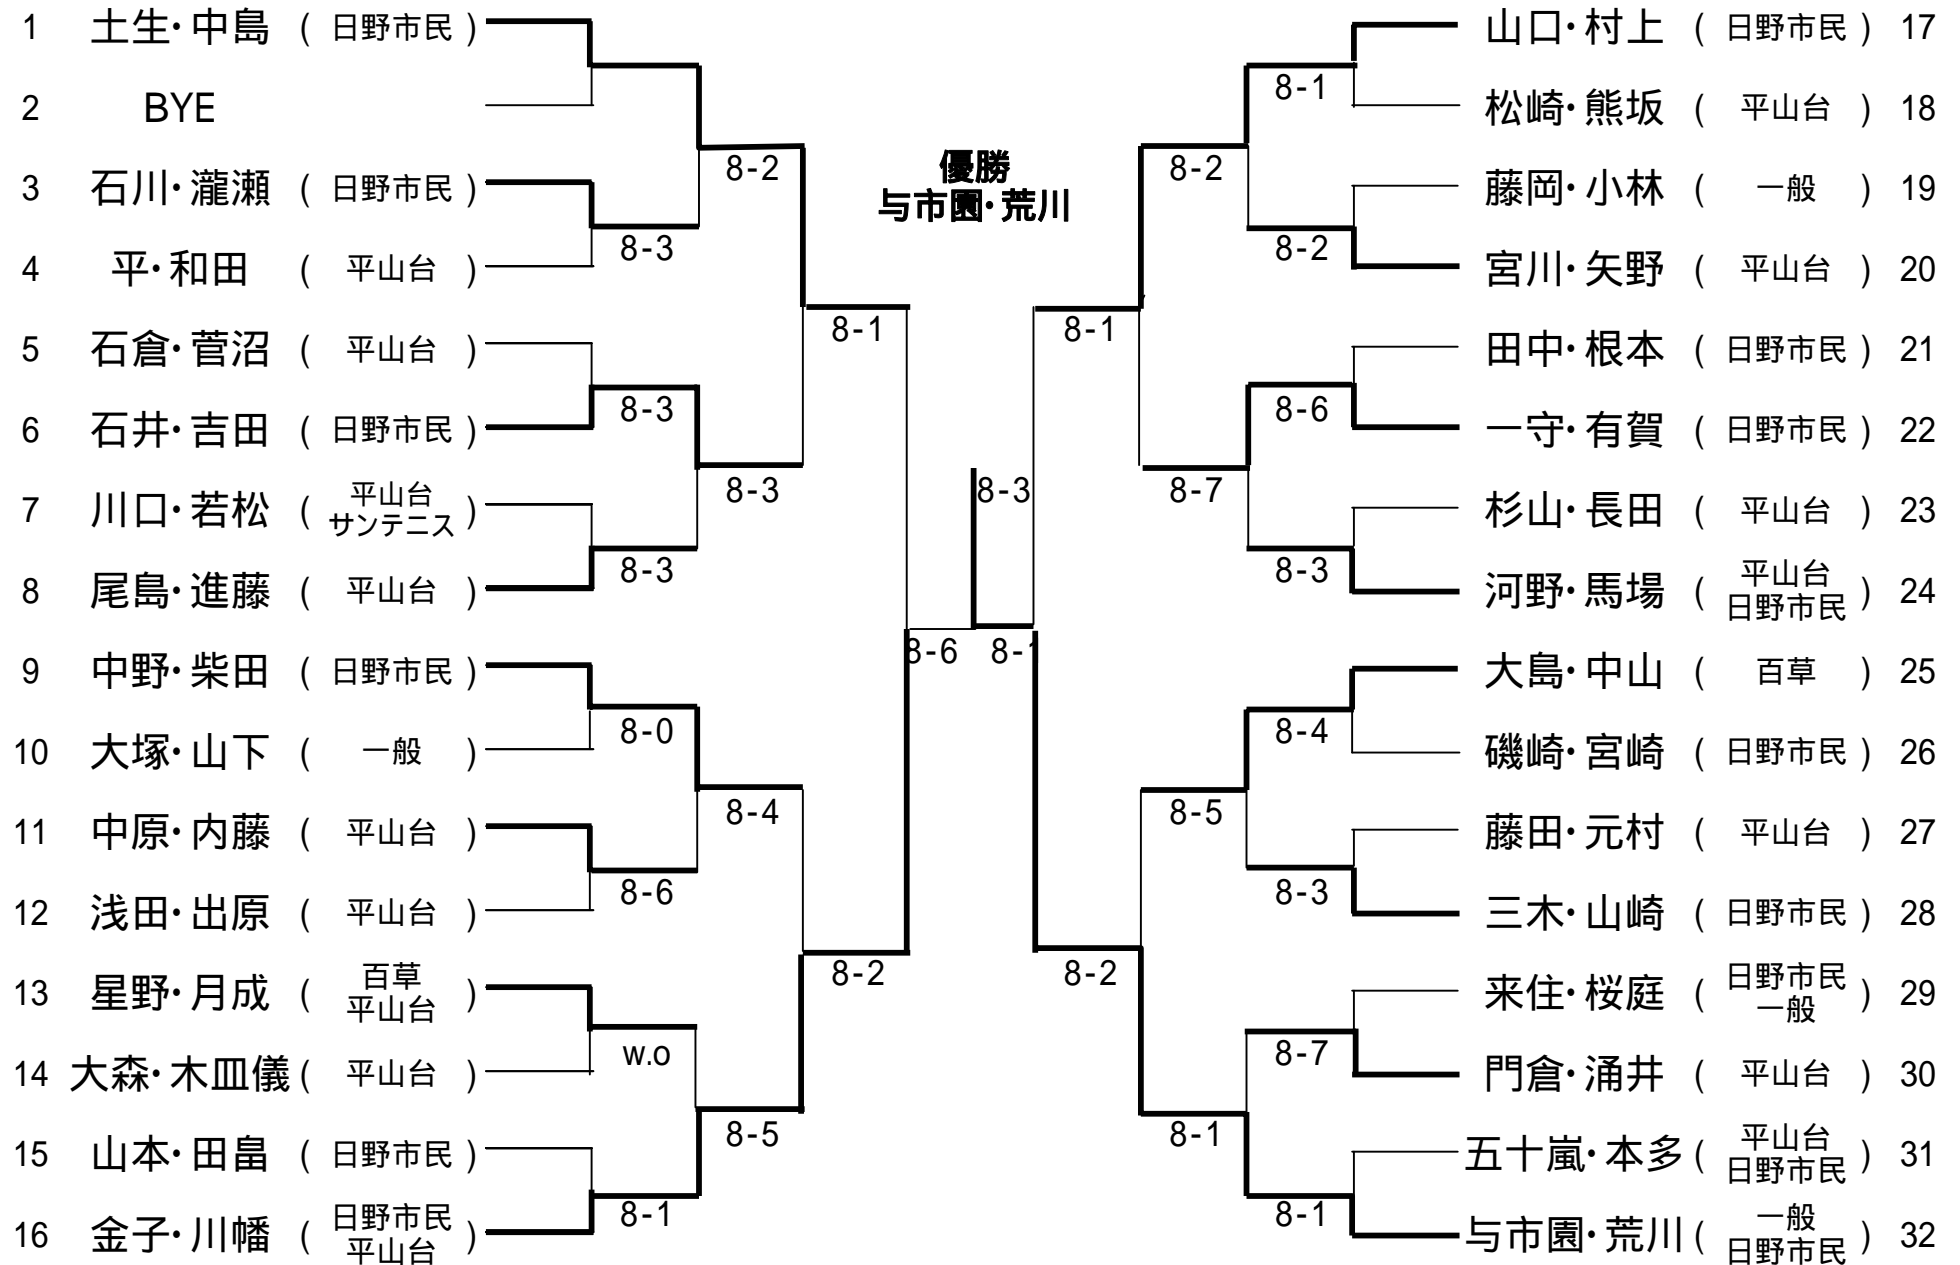 1 土生・中島 ( 日野市民 )
2 BYE
3 石川・瀧瀬 ( 日野市民 )
4 平・和田 ( 平山台 )
5 石倉・菅沼 ( 平山台 )
6 石井・吉田 ( 日野市民 )
7 川口・若松 ( 平山台 サンテニス )
8 尾島・進藤 ( 平山台 )
9 中野・柴田 ( 日野市民 )
10 大塚・山下 ( 一般 )
11 中原・内藤 ( 平山台 )
12 浅田・出原 ( 平山台 )
13 星野・月成 ( 百草 平山台 )
14 大森・木皿儀 ( 平山台 )
15 山本・田畠 ( 日野市民 )
16 金子・川幡 ( 日野市民 平山台 )
8-3
8-3
8-3
8-0
8-6
w.o
8-1
8-2
8-3
8-4
8-5
8-1
8-2
8-6
優勝
与市園・荒川
8-3
8-1
8-1
8-2
8-2
8-7
8-5
8-1
8-1
8-2
8-6
8-3
8-4
8-3
8-7
8-1
山口・村上 ( 日野市民 ) 17
松崎・熊坂 ( 平山台 ) 18
藤岡・小林 ( 一般 ) 19
宮川・矢野 ( 平山台 ) 20
田中・根本 ( 日野市民 ) 21
一守・有賀 ( 日野市民 ) 22
杉山・長田 ( 平山台 ) 23
河野・馬場 ( 平山台 日野市民 ) 24
大島・中山 ( 百草 ) 25
磯崎・宮崎 ( 日野市民 ) 26
藤田・元村 ( 平山台 ) 27
三木・山崎 ( 日野市民 ) 28
来住・桜庭 ( 日野市民 一般 ) 29
門倉・涌井 ( 平山台 ) 30
五十嵐・本多 ( 平山台 日野市民 ) 31
与市園・荒川 ( 一般 日野市民 ) 32